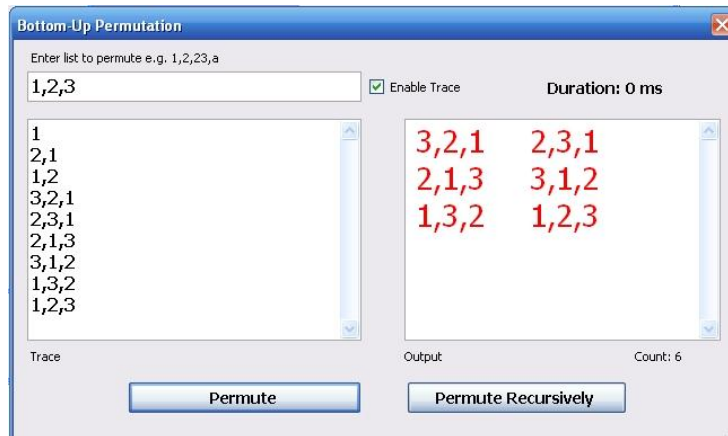 Bottom-Up Permutation
Enter list to permute e.g. 1,2,23,a
1,2,3
Enable Trace
Duration: 0 ms
1
2,1
1,2
3,2,1
2,3,1
2,1,3
3,1,2
1,3,2
1,2,3
3,2,1 2,3,1
2,1,3 3,1,2
1,3,2 1,2,3
Trace
Output
Count: 6
Permute
Permute Recursively